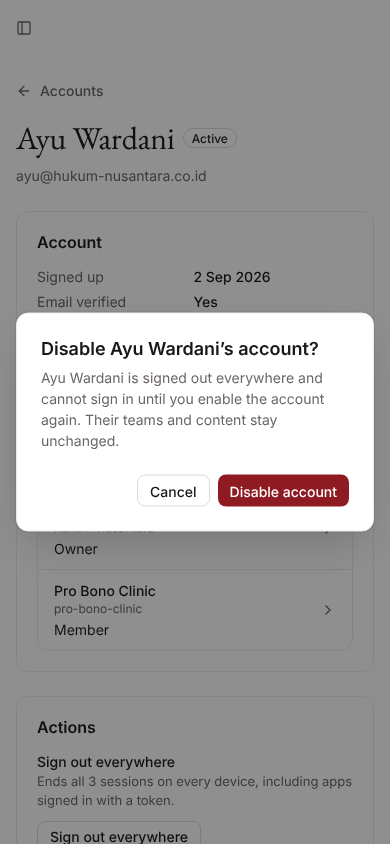 Accounts
Ayu Wardani
Active
ayu@hukum-nusantara.co.id
Account
Signed up
2 Sep 2026
Email verified
Yes
Disable Ayu Wardani’s account?
Ayu Wardani is signed out everywhere and
cannot sign in until you enable the account
again. Their teams and content stay
unchanged.
Cancel
Disable account
Owner
Pro Bono Clinic
pro-bono-clinic
Member
Actions
Sign out everywhere
Ends all 3 sessions on every device, including apps
signed in with a token.
Sign out everywhere